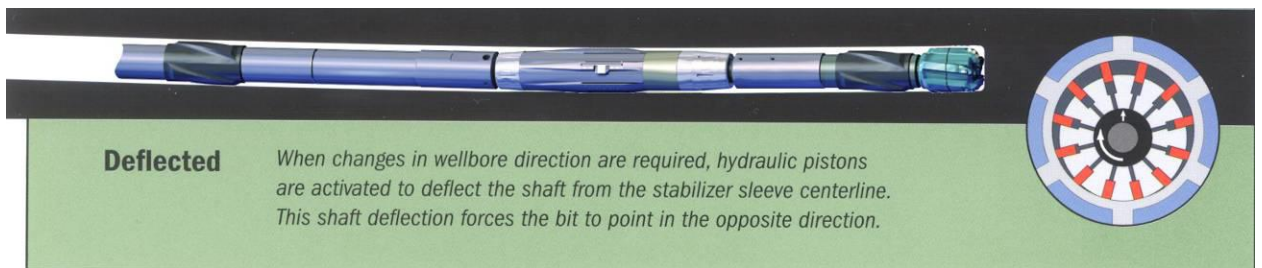 Deflected
When changes in wellbore direction are required, hydraulic pistons
are activated to deflect the shaft from the stabilizer sleeve centerline.
This shaft deflection forces the bit to point in the opposite direction.